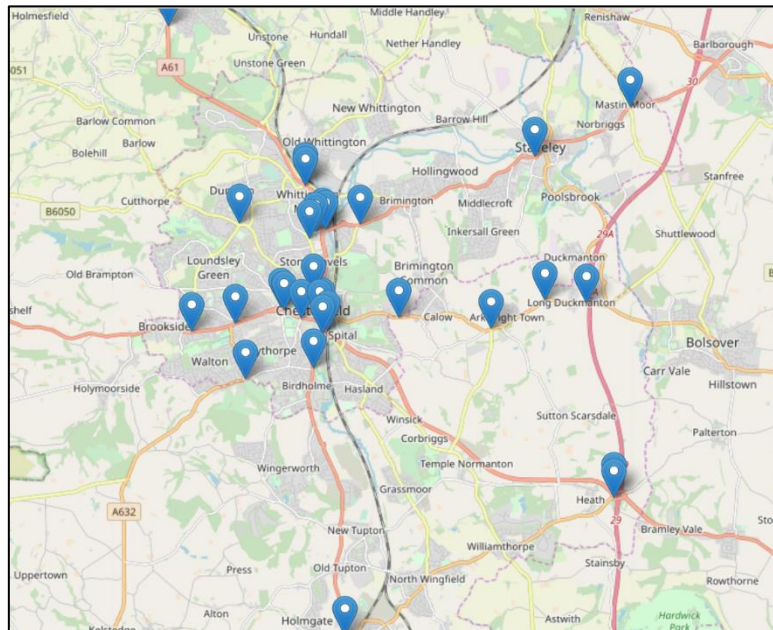 Middle Handley
Renishaw
Holmesfield
Unstone
Hundall
Nether Handley
Barlborough
Unstone Green
A61
30
New Whittington
Mastin Moor
Barlow Common
Barrow Hill
Norbriggs
Barlow
Old Whittington
Bolehill
Hollingwood
Stanfree
Cutthorpe
Brimington
Middlecroft
Poolsbrook
B6050
Inkersall Green
Shuttlewood
29A
Duckmanton
Loundsley
Green
Brimington
Common
Old Brampton
Long Duckmanton
Calow
Brookside
Spital
Bolsover
Walton
Carr Vale
Holymoorside
Birdholme
Hasland
Hillstown
Winsick
Sutton Scarsdale
Corbriggs
Palterton
Wingerworth
Temple Normanton
Grassmoor
Heath
A632
29
Bramley Vale
New Tupton
Williamthorpe
Stainsby
Press
Old Tupton
Uppertown
North Wingfield
Rowthorne
Alton
Holmgate
Astwith
Hardwick
Park